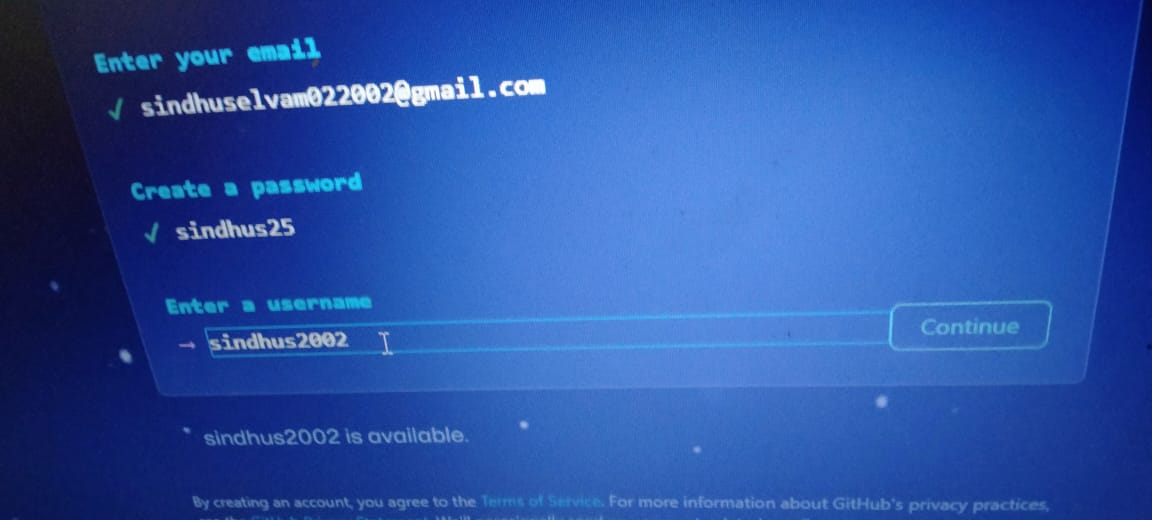 Enter your email
✓ sindhuselvam022002@gmail.com
Create a password
✓ sindhus25
Enter a username
→ sindhus2002
Continue
sindhus2002 is available.
By creating an account, you agree to the Terms of Service. For more information about GitHub's privacy practices,